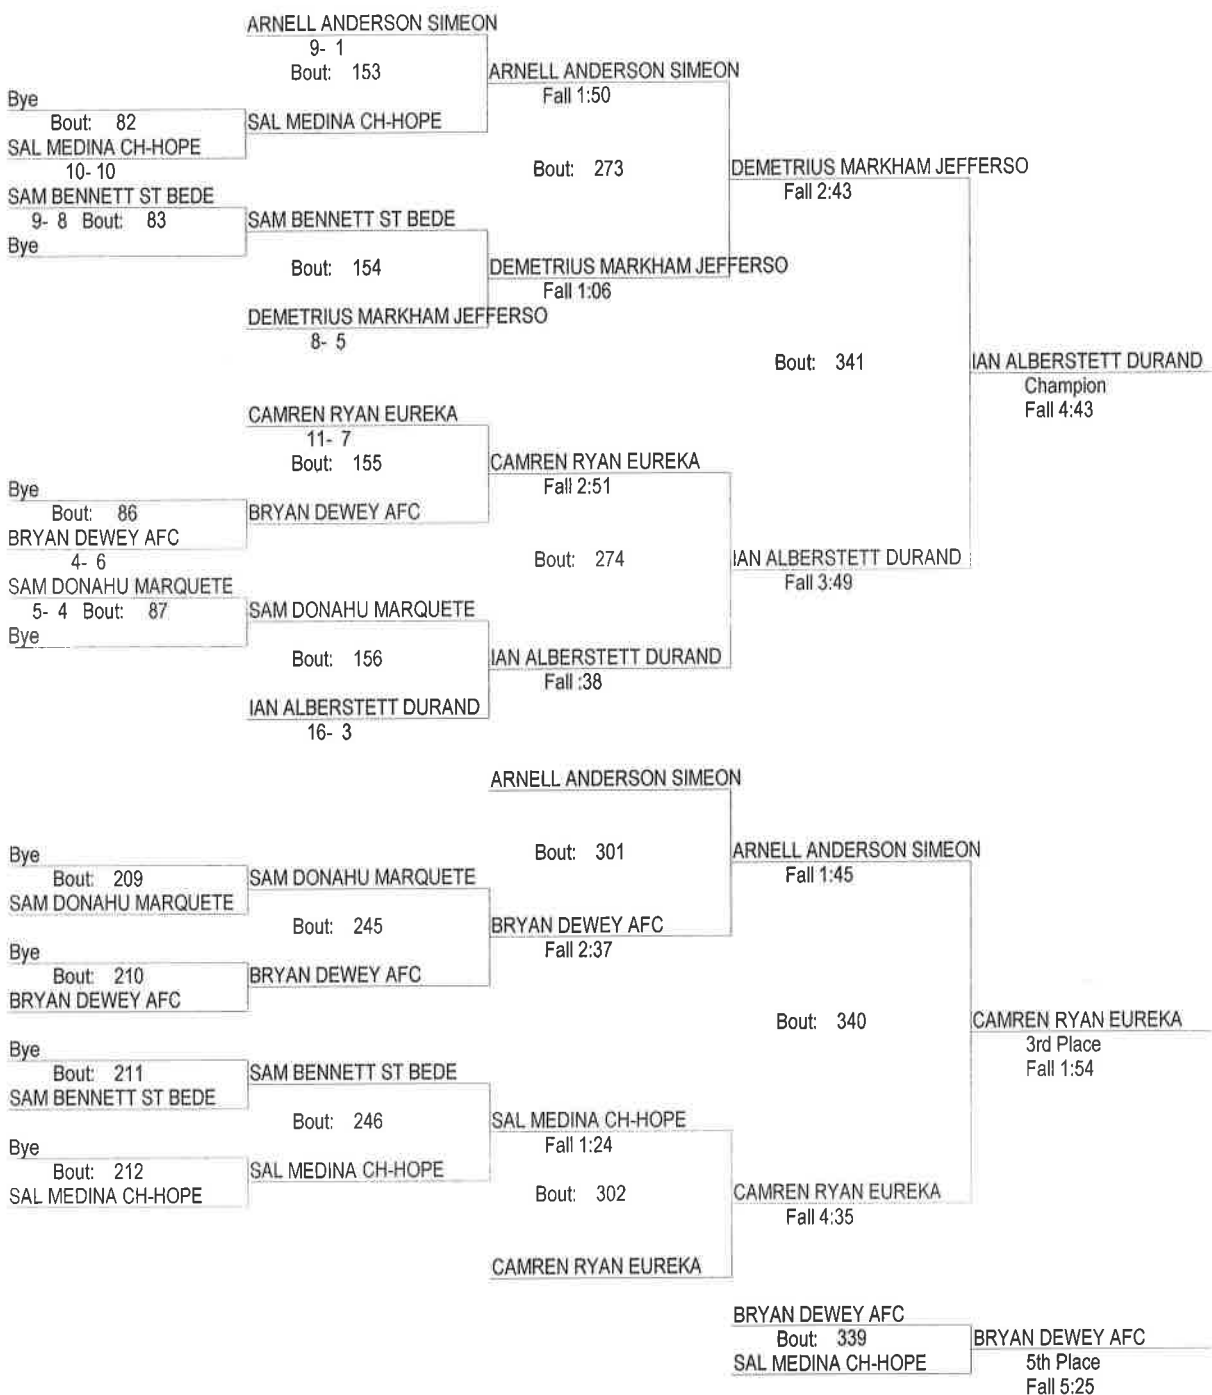 ARNELL ANDERSON SIMEON
9- 1
Bout: 153
ARNELL ANDERSON SIMEON
Fall 1:50
Bye
Bout: 82
SAL MEDINA CH-HOPE
SAL MEDINA CH-HOPE
10- 10
Bout: 273
DEMETRIUS MARKHAM JEFFERSO
Fall 2:43
SAM BENNETT ST BEDE
9- 8 Bout: 83
SAM BENNETT ST BEDE
Bye
Bout: 154
DEMETRIUS MARKHAM JEFFERSO
Fall 1:06
DEMETRIUS MARKHAM JEFFERSO
8- 5
Bout: 341
IAN ALBERSTETT DURAND
Champion
Fall 4:43
CAMREN RYAN EUREKA
11- 7
Bout: 155
CAMREN RYAN EUREKA
Fall 2:51
Bye
Bout: 86
BRYAN DEWEY AFC
BRYAN DEWEY AFC
4- 6
Bout: 274
IAN ALBERSTETT DURAND
Fall 3:49
SAM DONAHU MARQUETE
5- 4 Bout: 87
SAM DONAHU MARQUETE
Bye
Bout: 156
IAN ALBERSTETT DURAND
Fall :38
IAN ALBERSTETT DURAND
16- 3
ARNELL ANDERSON SIMEON
Bout: 301
ARNELL ANDERSON SIMEON
Fall 1:45
Bye
Bout: 209
SAM DONAHU MARQUETE
SAM DONAHU MARQUETE
Bout: 245
BRYAN DEWEY AFC
Fall 2:37
Bye
Bout: 210
BRYAN DEWEY AFC
BRYAN DEWEY AFC
Bout: 340
CAMREN RYAN EUREKA
3rd Place
Fall 1:54
Bye
Bout: 211
SAM BENNETT ST BEDE
SAM BENNETT ST BEDE
Bout: 246
SAL MEDINA CH-HOPE
Fall 1:24
Bye
Bout: 212
SAL MEDINA CH-HOPE
SAL MEDINA CH-HOPE
Bout: 302
CAMREN RYAN EUREKA
Fall 4:35
CAMREN RYAN EUREKA
BRYAN DEWEY AFC
Bout: 339
SAL MEDINA CH-HOPE
BRYAN DEWEY AFC
5th Place
Fall 5:25